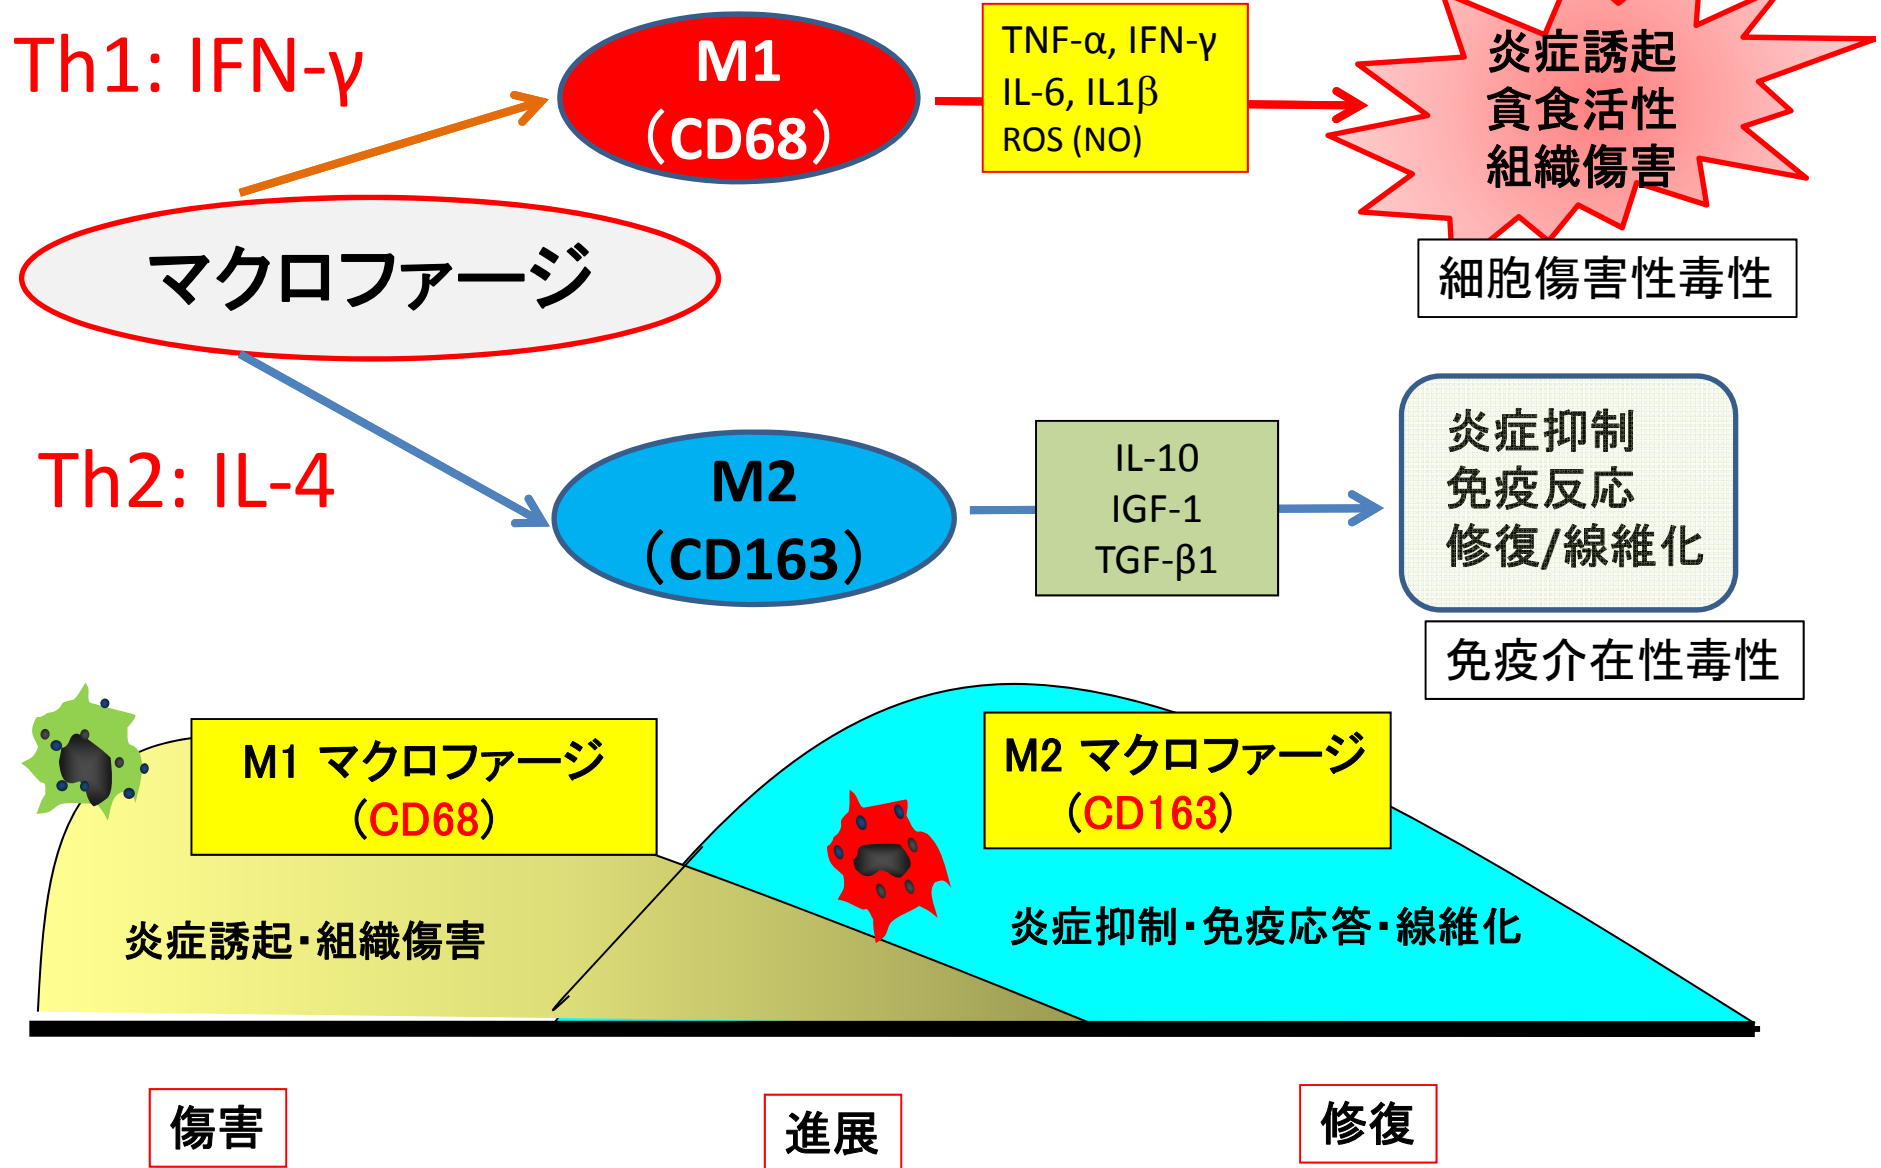 Th1: IFN-γ
M1
（CD68）
TNF-α, IFN-γ
IL-6, IL1β
ROS (NO)
炎症誘起
貪食活性
組織傷害
細胞傷害性毒性
マクロファージ
Th2: IL-4
M2
（CD163）
IL-10
IGF-1
TGF-β1
炎症抑制
免疫反応
修復/線維化
免疫介在性毒性
M1 マクロファージ
（CD68）
M2 マクロファージ
（CD163）
炎症誘起・組織傷害
炎症抑制・免疫応答・線維化
傷害
進展
修復